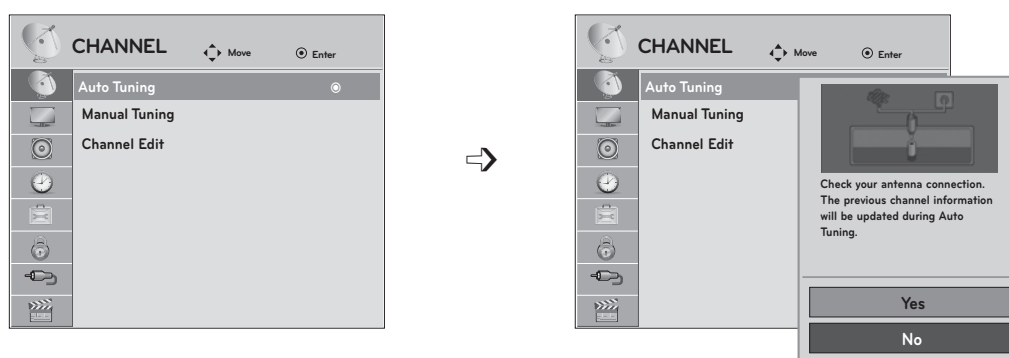 CHANNEL Move Enter
Auto Tuning
Manual Tuning
Channel Edit
CHANNEL Move Enter
Auto Tuning
Manual Tuning
Channel Edit
Check your antenna connection.
The previous channel information
will be updated during Auto
Tuning.
Yes
No